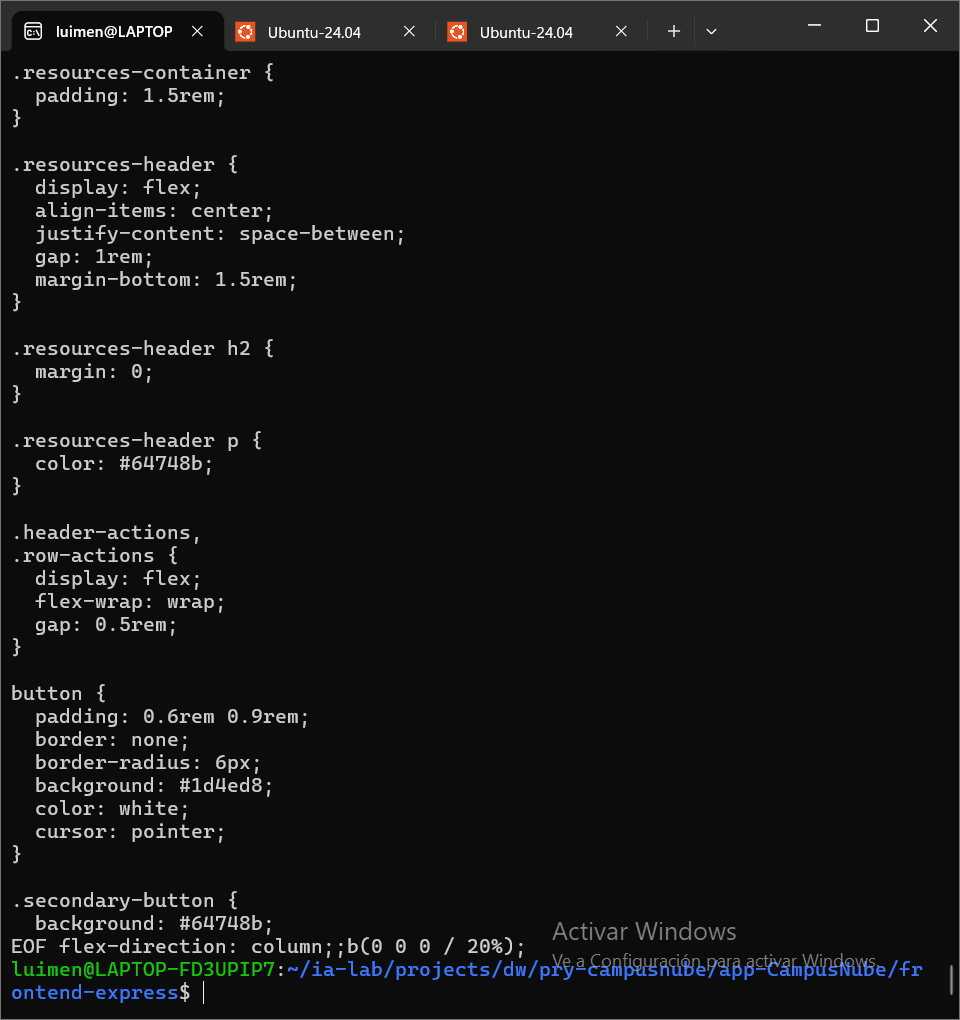 luimen@LAPTOP
Ubuntu-24.04
Ubuntu-24.04
.resources-container {
  padding: 1.5rem;
}

.resources-header {
  display: flex;
  align-items: center;
  justify-content: space-between;
  gap: 1rem;
  margin-bottom: 1.5rem;
}

.resources-header h2 {
  margin: 0;
}

.resources-header p {
  color: #64748b;
}

.header-actions,
.row-actions {
  display: flex;
  flex-wrap: wrap;
  gap: 0.5rem;
}

button {
  padding: 0.6rem 0.9rem;
  border: none;
  border-radius: 6px;
  background: #1d4ed8;
  color: white;
  cursor: pointer;
}

.secondary-button {
  background: #64748b;
EOF flex-direction: column;;b(0 0 0 / 20%);
luimen@LAPTOP-FD3UPIP7:~/ia-lab/projects/dw/pry-campusnube/app-CampusNube/fr
ontend-express$
Activar Windows
Ve a Configuración para activar Windows.